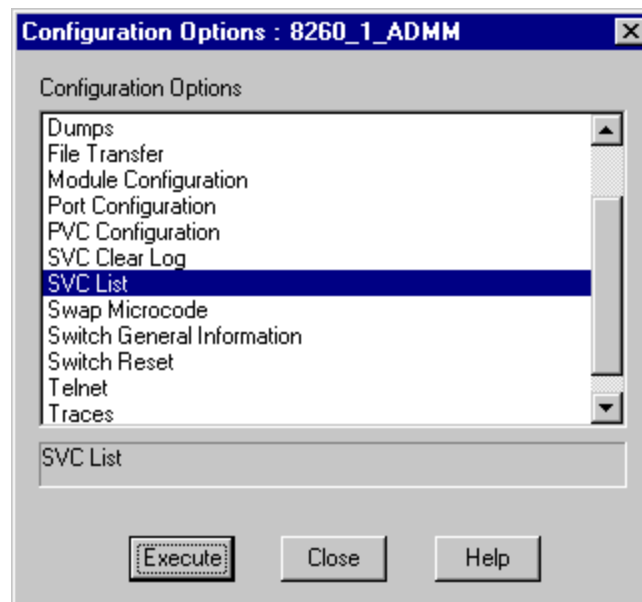 Configuration Options : 8260_1_ADMM
Configuration Options
Dumps
File Transfer
Module Configuration
Port Configuration
PVC Configuration
SVC Clear Log
SVC List
Swap Microcode
Switch General Information
Switch Reset
Telnet
Traces
SVC List
Execute Close Help